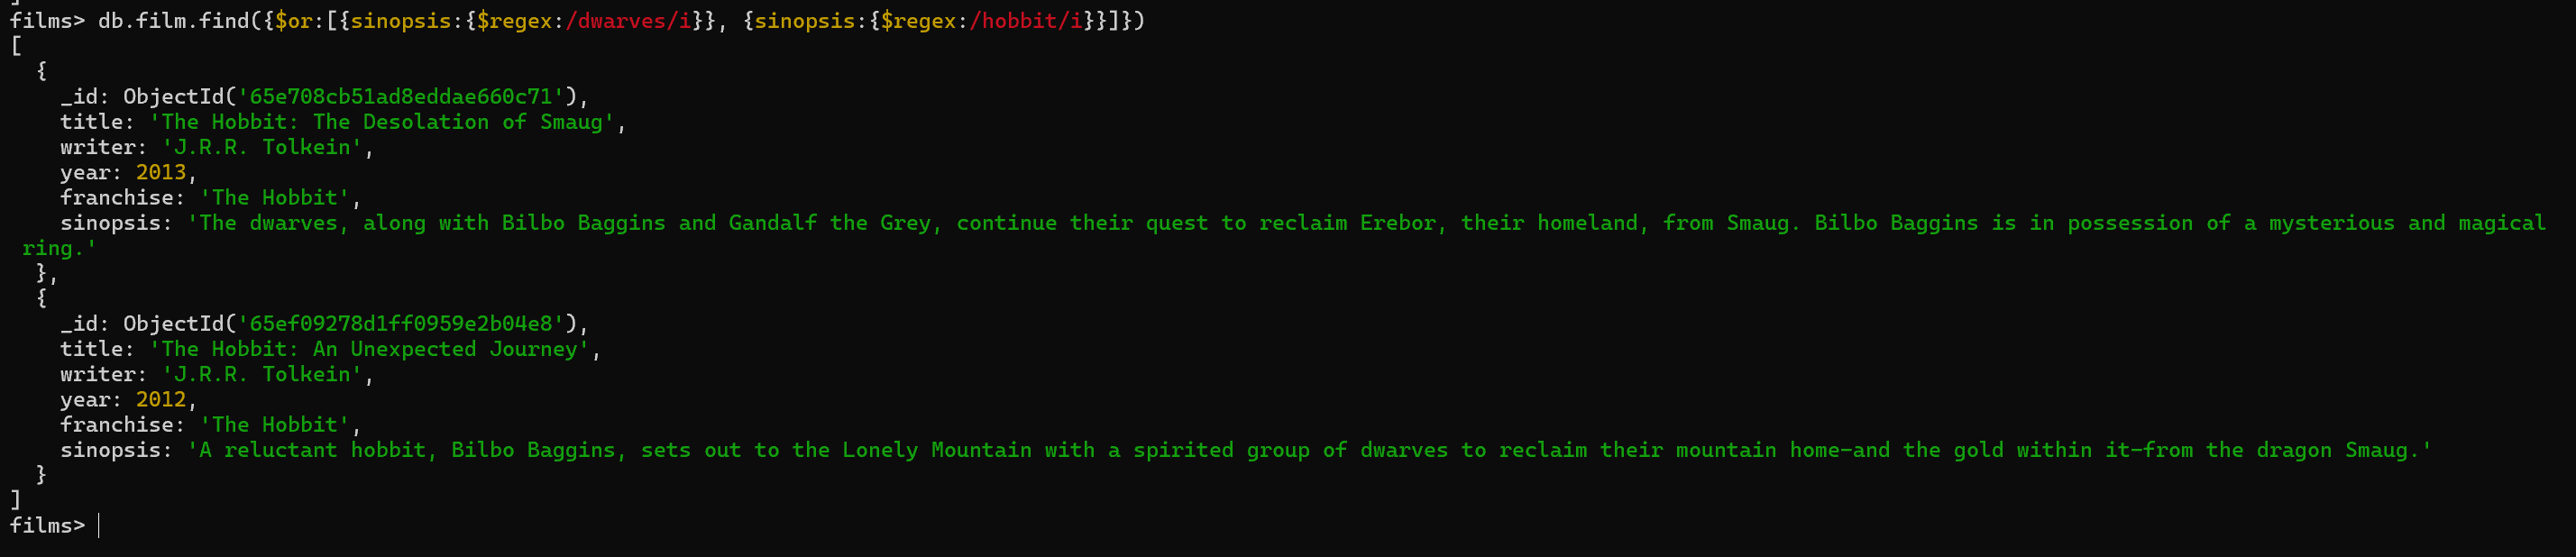 ]
films> db.film.find({$or:[{sinopsis:{$regex:/dwarves/i}}, {sinopsis:{$regex:/hobbit/i}}]})
[
  {
    _id: ObjectId('65e708cb51ad8eddae660c71'),
    title: 'The Hobbit: The Desolation of Smaug',
    writer: 'J.R.R. Tolkein',
    year: 2013,
    franchise: 'The Hobbit',
    sinopsis: 'The dwarves, along with Bilbo Baggins and Gandalf the Grey, continue their quest to reclaim Erebor, their homeland, from Smaug. Bilbo Baggins is in possession of a mysterious and magical
 ring.'
  },
  {
    _id: ObjectId('65ef09278d1ff0959e2b04e8'),
    title: 'The Hobbit: An Unexpected Journey',
    writer: 'J.R.R. Tolkein',
    year: 2012,
    franchise: 'The Hobbit',
    sinopsis: 'A reluctant hobbit, Bilbo Baggins, sets out to the Lonely Mountain with a spirited group of dwarves to reclaim their mountain home-and the gold within it-from the dragon Smaug.'
  }
]
films>